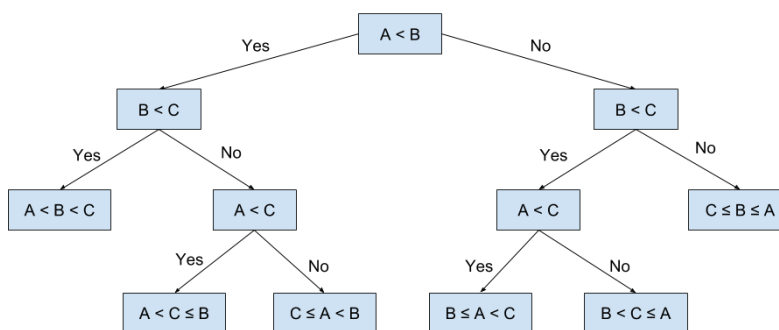 A < B
Yes
No
B < C
B < C
Yes
No
Yes
No
A < B < C
A < C
A < C
C ≤ B ≤ A
Yes
No
Yes
No
A < C ≤ B
C ≤ A < B
B ≤ A < C
B < C ≤ A